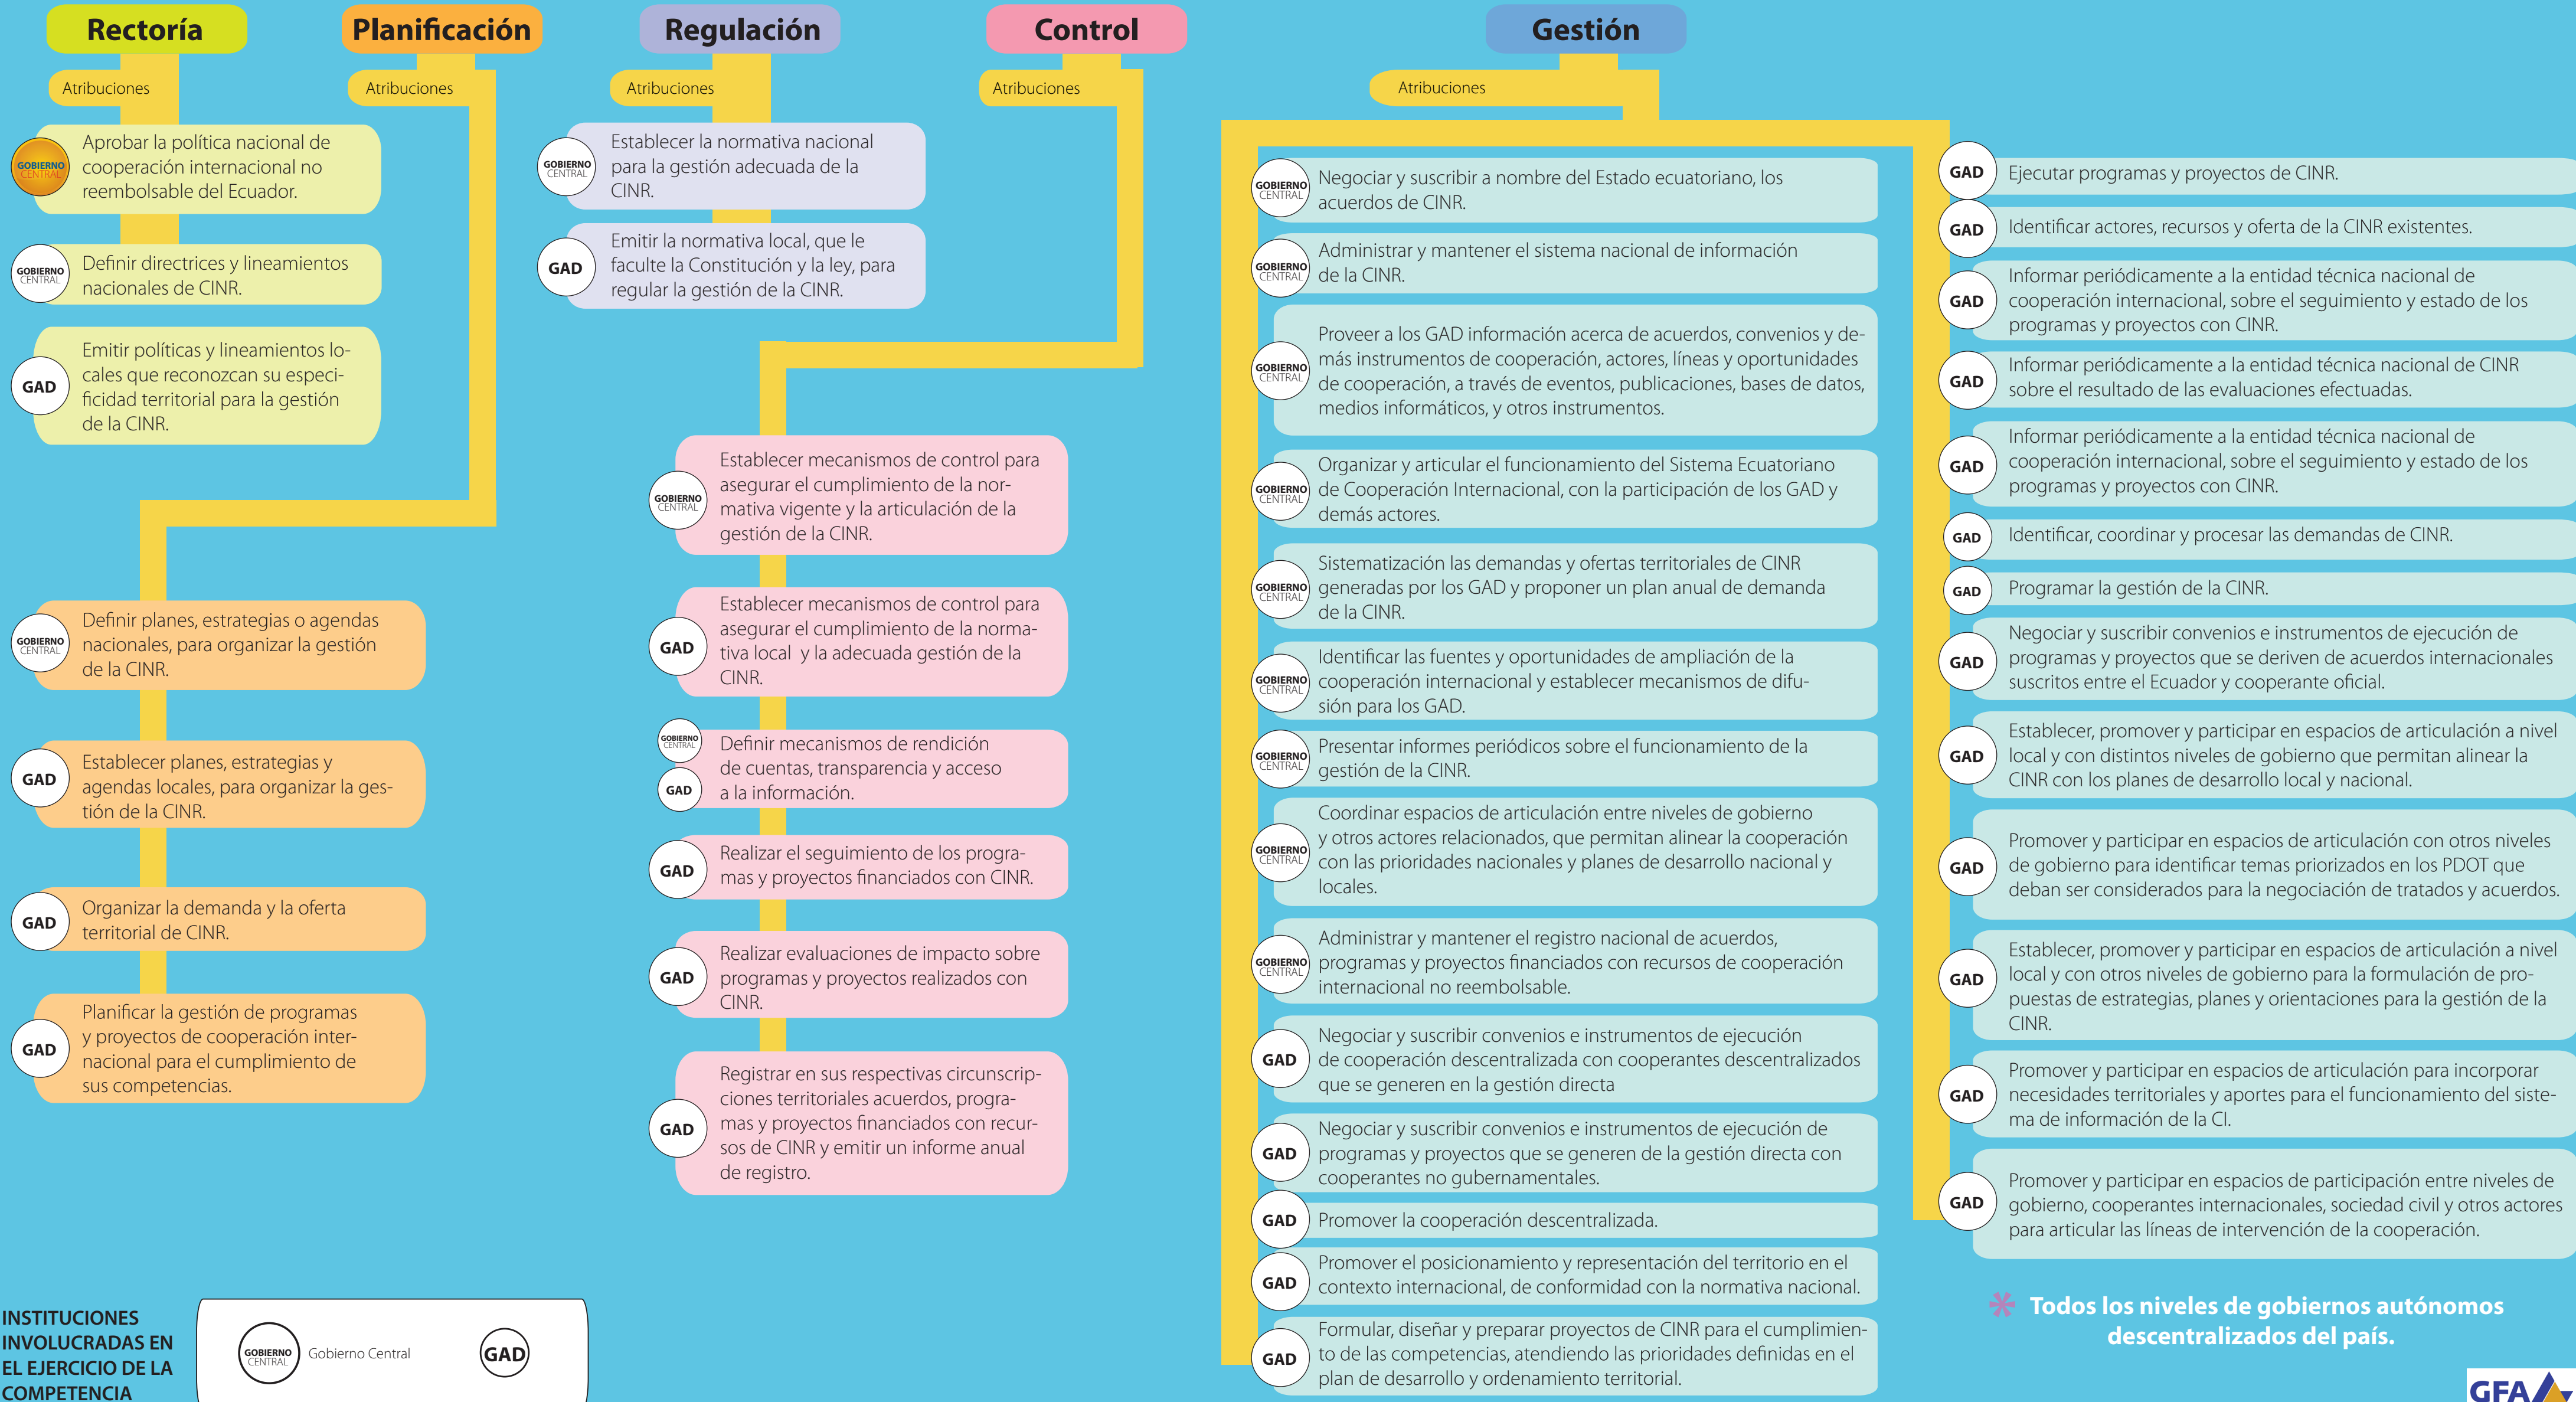 Rectoría
Atribuciones
GOBIERNO
CENTRAL
Aprobar la política nacional de
cooperación internacional no
reembolsable del Ecuador.
GOBIERNO
CENTRAL
Definir directrices y lineamientos
nacionales de CINR.
GAD
Emitir políticas y lineamientos lo-
cales que reconozcan su especi-
ficidad territorial para la gestión
de la CINR.
Planificación
Atribuciones
GOBIERNO
CENTRAL
Definir planes, estrategias o agendas
nacionales, para organizar la gestión
de la CINR.
GAD
Establecer planes, estrategias y
agendas locales, para organizar la ges-
tión de la CINR.
GAD
Organizar la demanda y la oferta
territorial de CINR.
GAD
Planificar la gestión de programas
y proyectos de cooperación inter-
nacional para el cumplimiento de
sus competencias.
Regulación
Atribuciones
GOBIERNO
CENTRAL
Establecer la normativa nacional
para la gestión adecuada de la
CINR.
GAD
Emitir la normativa local, que le
faculte la Constitución y la ley, para
regular la gestión de la CINR.
Control
Atribuciones
GOBIERNO
CENTRAL
Establecer mecanismos de control para
asegurar el cumplimiento de la nor-
mativa vigente y la articulación de la
gestión de la CINR.
GAD
Establecer mecanismos de control para
asegurar el cumplimiento de la norma-
tiva local y la adecuada gestión de la
CINR.
GOBIERNO
CENTRAL
GAD
Definir mecanismos de rendición
de cuentas, transparencia y acceso
a la información.
GAD
Realizar el seguimiento de los progra-
mas y proyectos financiados con CINR.
GAD
Realizar evaluaciones de impacto sobre
programas y proyectos realizados con
CINR.
GAD
Registrar en sus respectivas circunscrip-
ciones territoriales acuerdos, progra-
mas y proyectos financiados con recur-
sos de CINR y emitir un informe anual
de registro.
Gestión
Atribuciones
GOBIERNO
CENTRAL
Negociar y suscribir a nombre del Estado ecuatoriano, los
acuerdos de CINR.
GOBIERNO
CENTRAL
Administrar y mantener el sistema nacional de información
de la CINR.
GOBIERNO
CENTRAL
Proveer a los GAD información acerca de acuerdos, convenios y de-
más instrumentos de cooperación, actores, líneas y oportunidades
de cooperación, a través de eventos, publicaciones, bases de datos,
medios informáticos, y otros instrumentos.
GOBIERNO
CENTRAL
Organizar y articular el funcionamiento del Sistema Ecuatoriano
de Cooperación Internacional, con la participación de los GAD y
demás actores.
GOBIERNO
CENTRAL
Sistematización las demandas y ofertas territoriales de CINR
generadas por los GAD y proponer un plan anual de demanda
de la CINR.
GOBIERNO
CENTRAL
Identificar las fuentes y oportunidades de ampliación de la
cooperación internacional y establecer mecanismos de difu-
sión para los GAD.
GOBIERNO
CENTRAL
Presentar informes periódicos sobre el funcionamiento de la
gestión de la CINR.
GOBIERNO
CENTRAL
Coordinar espacios de articulación entre niveles de gobierno
y otros actores relacionados, que permitan alinear la cooperación
con las prioridades nacionales y planes de desarrollo nacional y
locales.
GOBIERNO
CENTRAL
Administrar y mantener el registro nacional de acuerdos,
programas y proyectos financiados con recursos de cooperación
internacional no reembolsable.
GAD
Negociar y suscribir convenios e instrumentos de ejecución
de cooperación descentralizada con cooperantes descentralizados
que se generen en la gestión directa
GAD
Negociar y suscribir convenios e instrumentos de ejecución de
programas y proyectos que se generen de la gestión directa con
cooperantes no gubernamentales.
GAD
Promover la cooperación descentralizada.
GAD
Promover el posicionamiento y representación del territorio en el
contexto internacional, de conformidad con la normativa nacional.
GAD
Formular, diseñar y preparar proyectos de CINR para el cumplimien-
to de las competencias, atendiendo las prioridades definidas en el
plan de desarrollo y ordenamiento territorial.
GAD
Ejecutar programas y proyectos de CINR.
GAD
Identificar actores, recursos y oferta de la CINR existentes.
GAD
Informar periódicamente a la entidad técnica nacional de
cooperación internacional, sobre el seguimiento y estado de los
programas y proyectos con CINR.
GAD
Informar periódicamente a la entidad técnica nacional de CINR
sobre el resultado de las evaluaciones efectuadas.
GAD
Informar periódicamente a la entidad técnica nacional de
cooperación internacional, sobre el seguimiento y estado de los
programas y proyectos con CINR.
GAD
Identificar, coordinar y procesar las demandas de CINR.
GAD
Programar la gestión de la CINR.
GAD
Negociar y suscribir convenios e instrumentos de ejecución de
programas y proyectos que se deriven de acuerdos internacionales
suscritos entre el Ecuador y cooperante oficial.
GAD
Establecer, promover y participar en espacios de articulación a nivel
local y con distintos niveles de gobierno que permitan alinear la
CINR con los planes de desarrollo local y nacional.
GAD
Promover y participar en espacios de articulación con otros niveles
de gobierno para identificar temas priorizados en los PDOT que
deban ser considerados para la negociación de tratados y acuerdos.
GAD
Establecer, promover y participar en espacios de articulación a nivel
local y con otros niveles de gobierno para la formulación de pro-
puestas de estrategias, planes y orientaciones para la gestión de la
CINR.
GAD
Promover y participar en espacios de articulación para incorporar
necesidades territoriales y aportes para el funcionamiento del siste-
ma de información de la CI.
GAD
Promover y participar en espacios de participación entre niveles de
gobierno, cooperantes internacionales, sociedad civil y otros actores
para articular las líneas de intervención de la cooperación.
INSTITUCIONES
INVOLUCRADAS EN
EL EJERCICIO DE LA
COMPETENCIA
GOBIERNO
CENTRAL
Gobierno Central
GAD
* Todos los niveles de gobiernos autónomos
descentralizados del país.
GFA